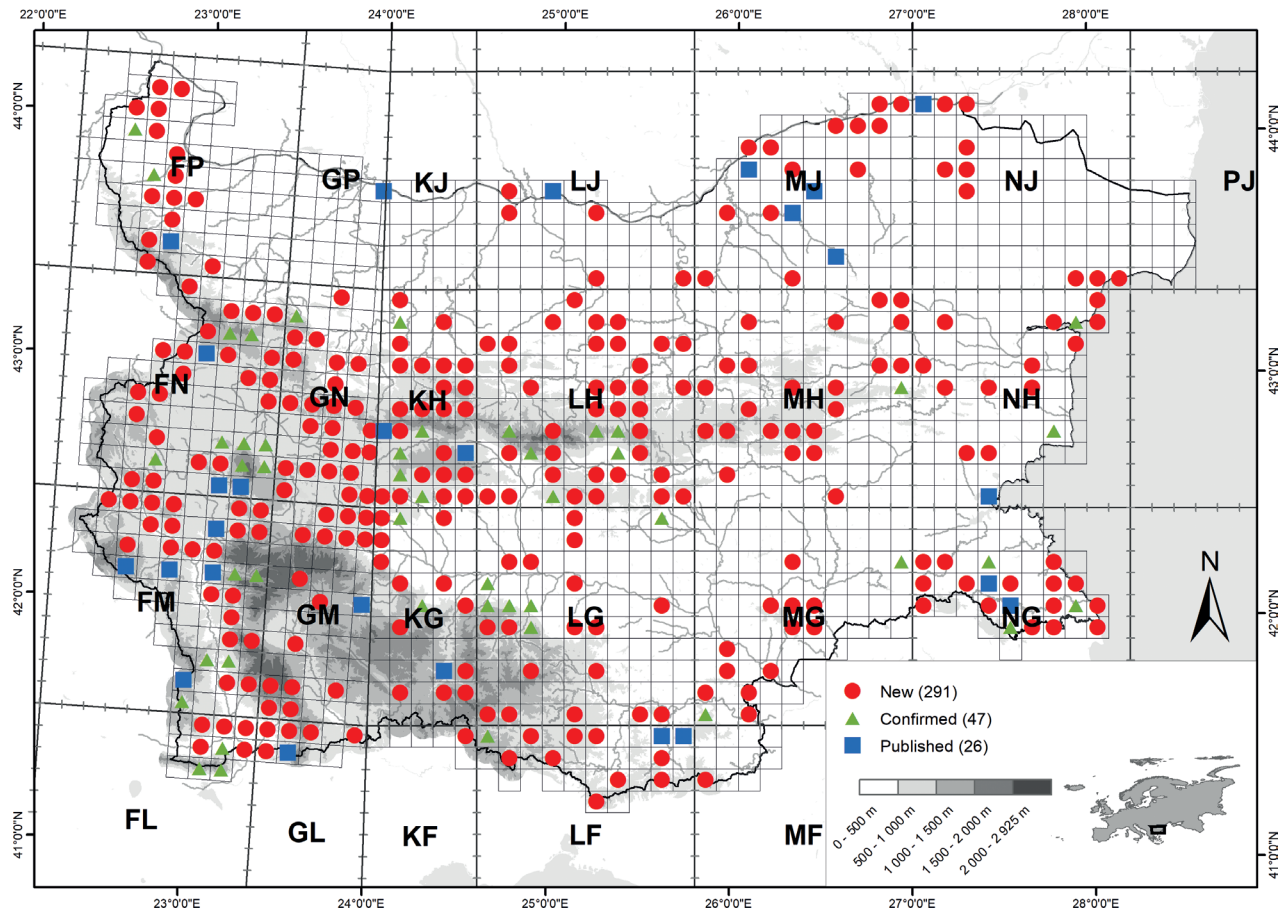 22°0'0"E 23°0'0"E 24°0'0"E 25°0'0"E 26°0'0"E 27°0'0"E 28°0'0"E
44°0'0"N 44°0'0"N
FP GP KJ LJ MJ NJ PJ
43°0'0"N 43°0'0"N
FN GN KH LH MH NH
42°0'0"N 42°0'0"N
FM GM KG LG MG NG
N
New (291)
Confirmed (47)
Published (26)
0 - 500 m
500 - 1 000 m
1 000 - 1 500 m
1 500 - 2 000 m
2 000 - 2 925 m
FL GL KF LF MF
41°0'0"N 41°0'0"N
23°0'0"E 24°0'0"E 25°0'0"E 26°0'0"E 27°0'0"E 28°0'0"E